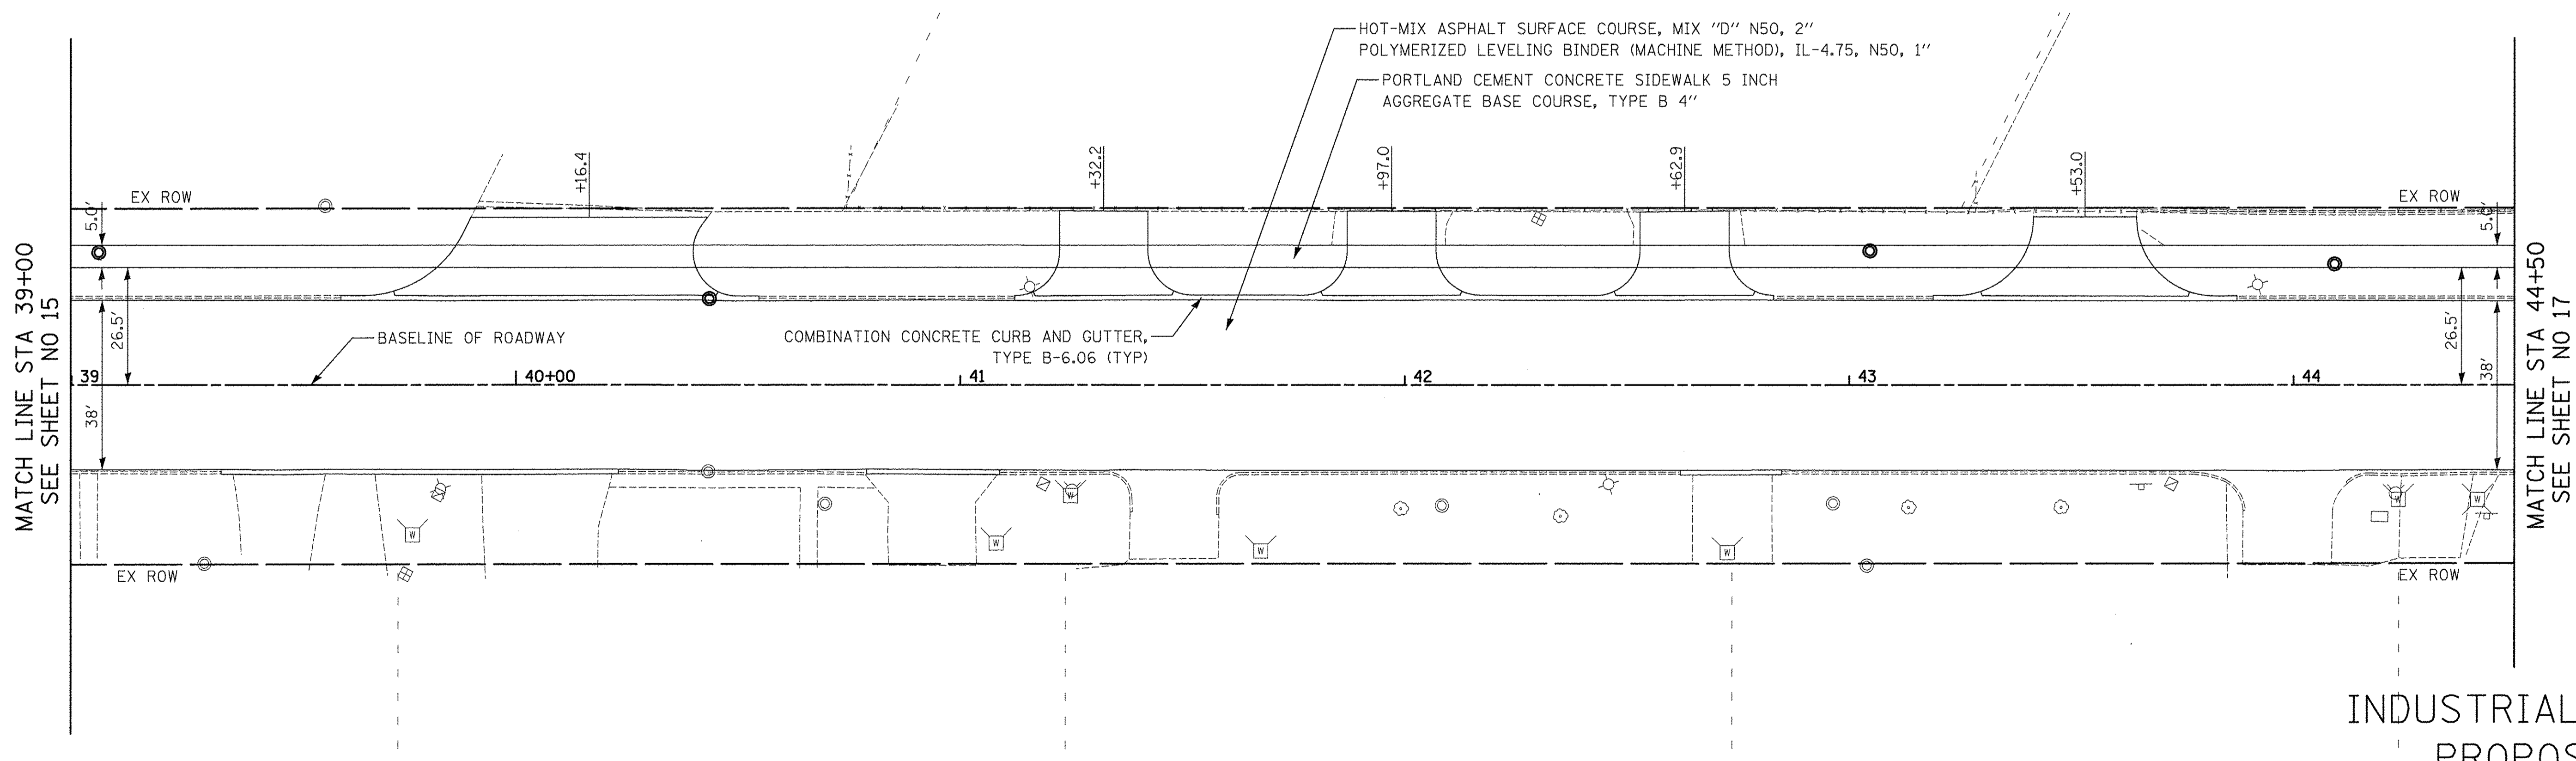 HOT-MIX ASPHALT SURFACE COURSE, MIX "D" N50, 2"
POLYMERIZED LEVELING BINDER (MACHINE METHOD), IL-4.75, N50, 1"
PORTLAND CEMENT CONCRETE SIDEWALK 5 INCH
AGGREGATE BASE COURSE, TYPE B 4"
+16.4
+32.2
+97.0
+62.9
+53.0
EX ROW
EX ROW
5.0'
5.0'
MATCH LINE STA 39+00
SEE SHEET NO 15
26.5'
38'
BASELINE OF ROADWAY
COMBINATION CONCRETE CURB AND GUTTER,
TYPE B-6.06 (TYP)
39
40+00
41
42
43
44
26.5'
38'
MATCH LINE STA 44+50
SEE SHEET NO 17
W
W
W
W
W
W
W
EX ROW
EX ROW
INDUSTRIAL
PROPOS